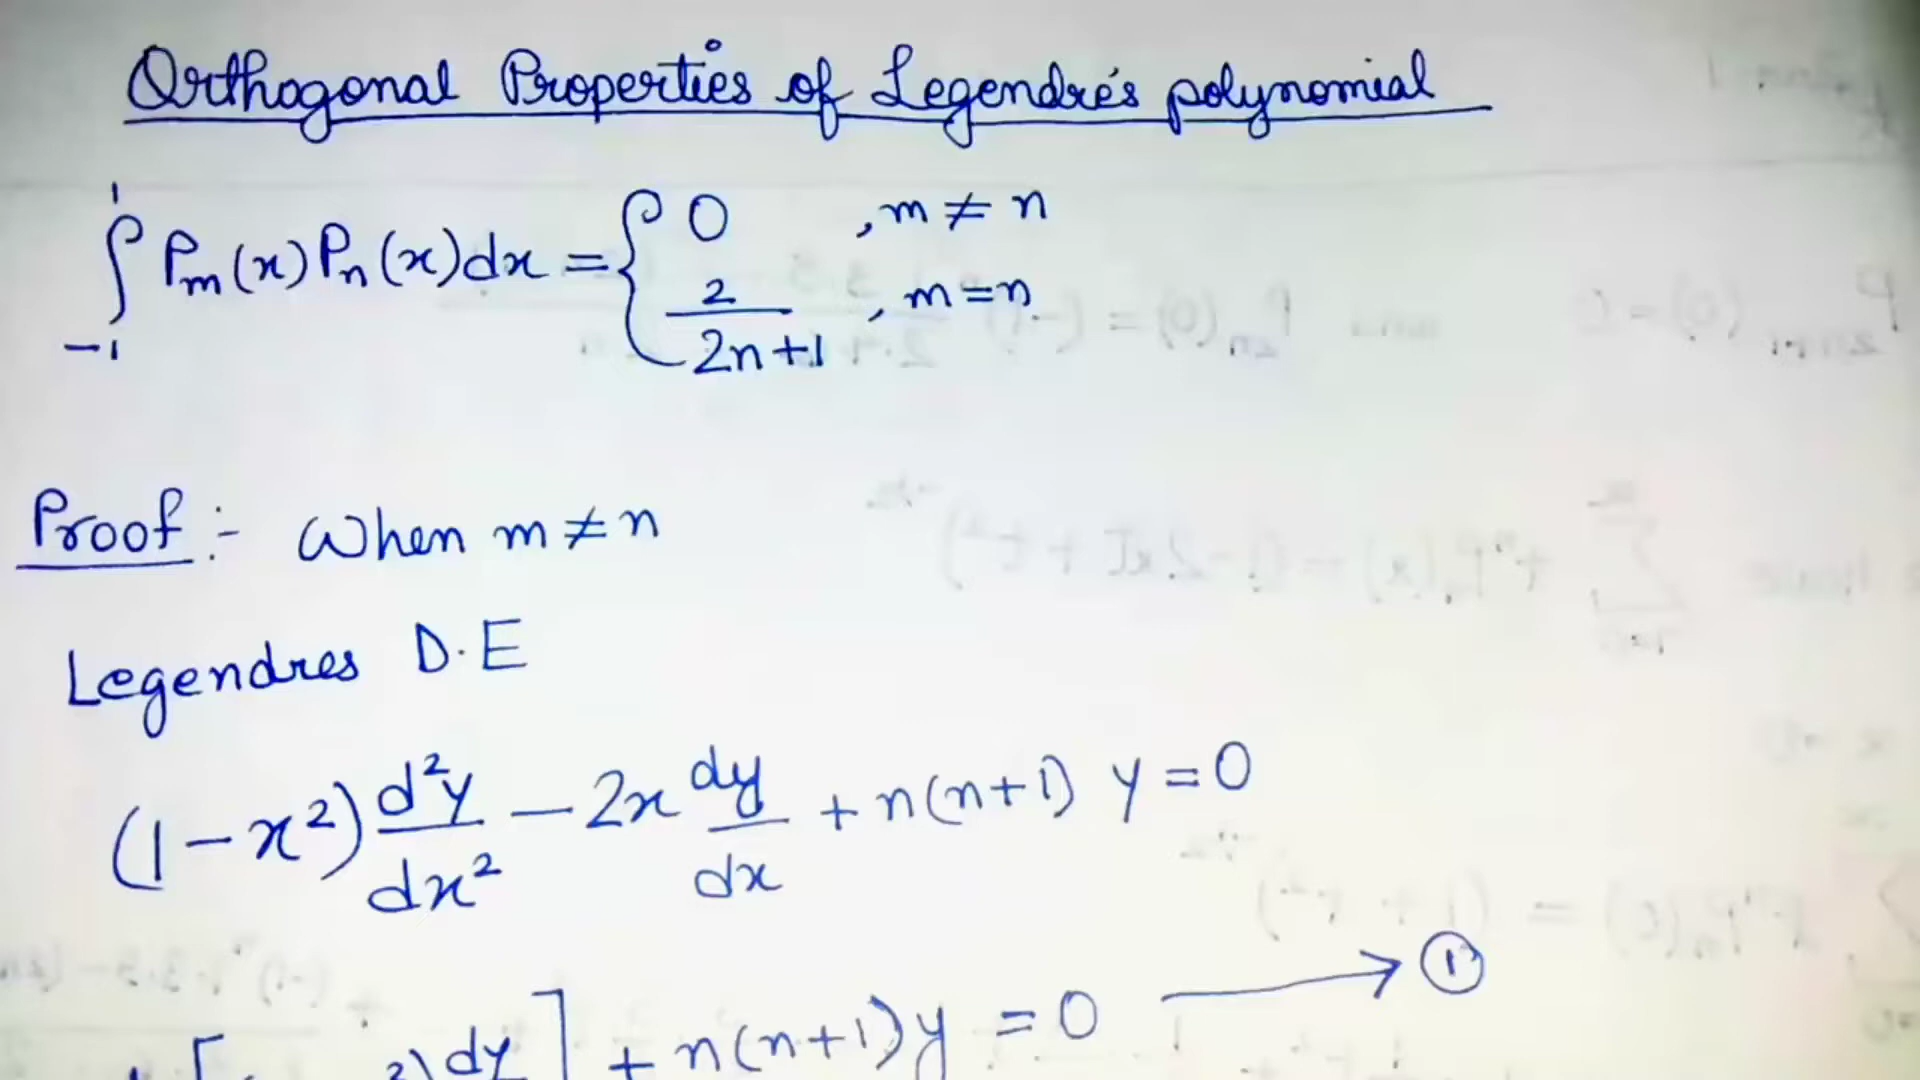 Orthogonal Properties of Legendre's polynomial
∫₋₁¹ Pm(x) Pn(x) dx = { 0 , m ≠ n
2/(2n+1) , m = n
Proof :- When m ≠ n
Legendres D.E
(1 - x²) d²y/dx² - 2x dy/dx + n(n+1) y = 0
dy + n(n+1)y = 0 → ①